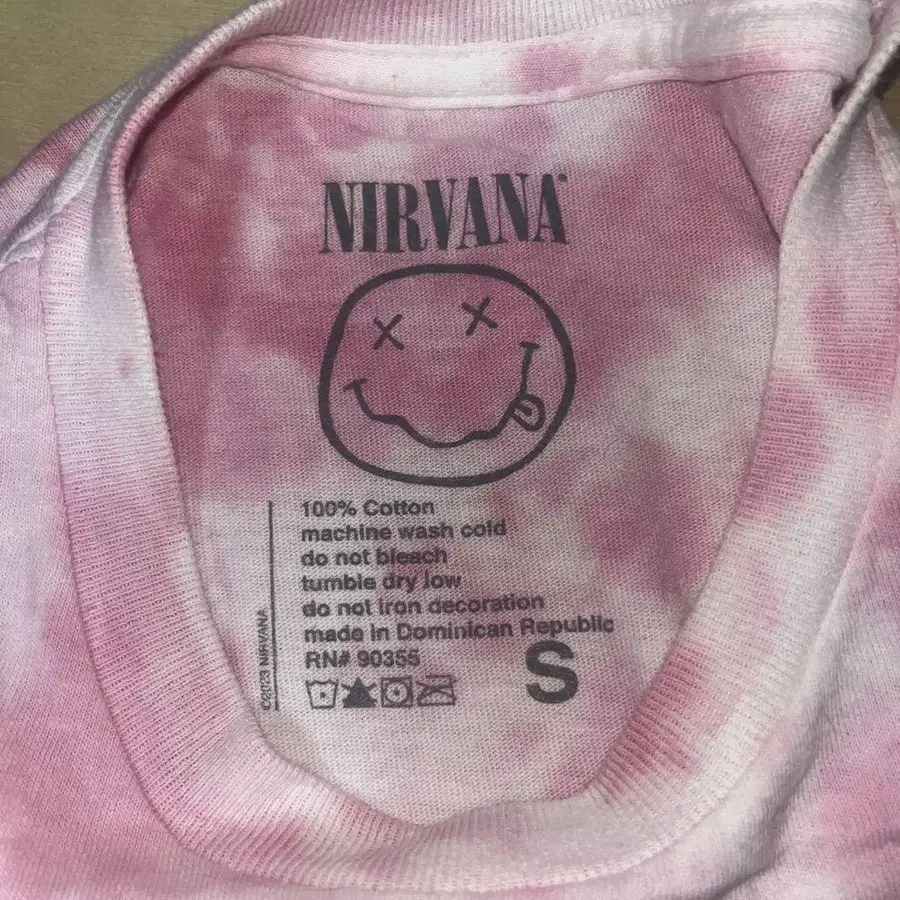 NIRVANA
100% Cotton
machine wash cold
do not bleach
tumble dry low
do not iron decoration
made in Dominican Republic
RN# 90355
S
©2023 NIRVANA